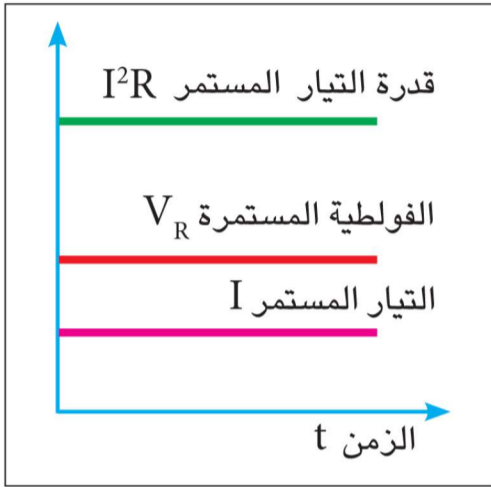 قدرة التيار المستمر I²R
الفولطية المستمرة V_R
التيار المستمر I
الزمن t